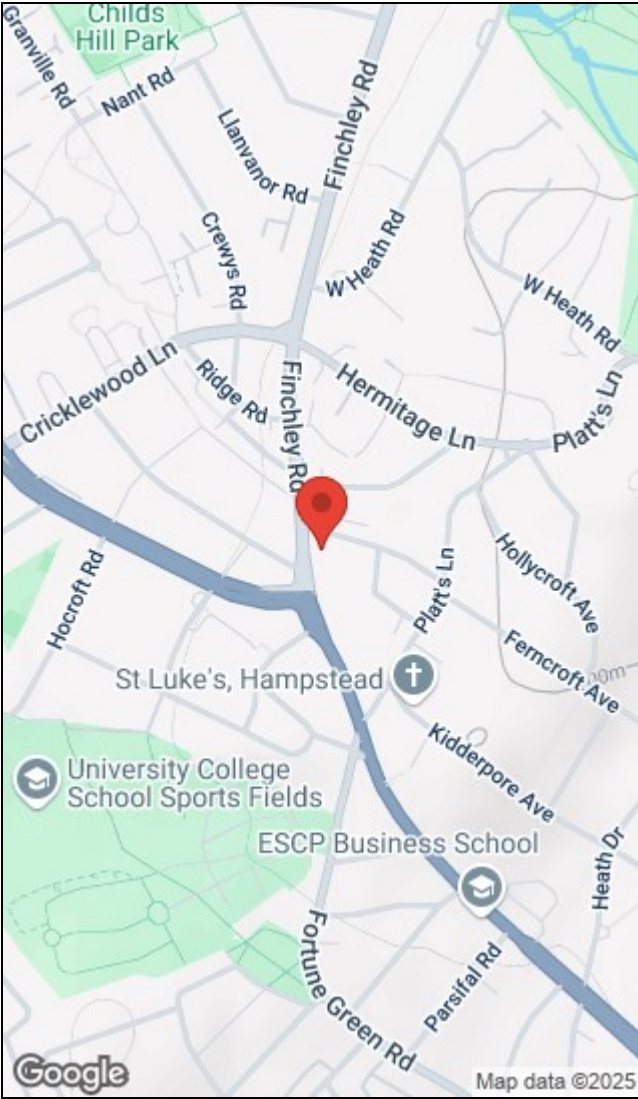 Childs
Hill Park
Granville Rd
Nant Rd
Finchley Rd
Llanvanor Rd
Crewys Rd
W Heath Rd
W Heath Rd
Cricklewood Ln
Ridge Rd
Finchley Rd
Hermitage Ln
Platt's Ln
Hocroft Rd
Platt's Ln
Hollycroft Ave
Ferncroft Ave
St Luke's, Hampstead
Kidderpore Ave
University College
School Sports Fields
ESCP Business School
Heath Dr
Fortune Green Rd
Parsifal Rd
Google
Map data ©2025